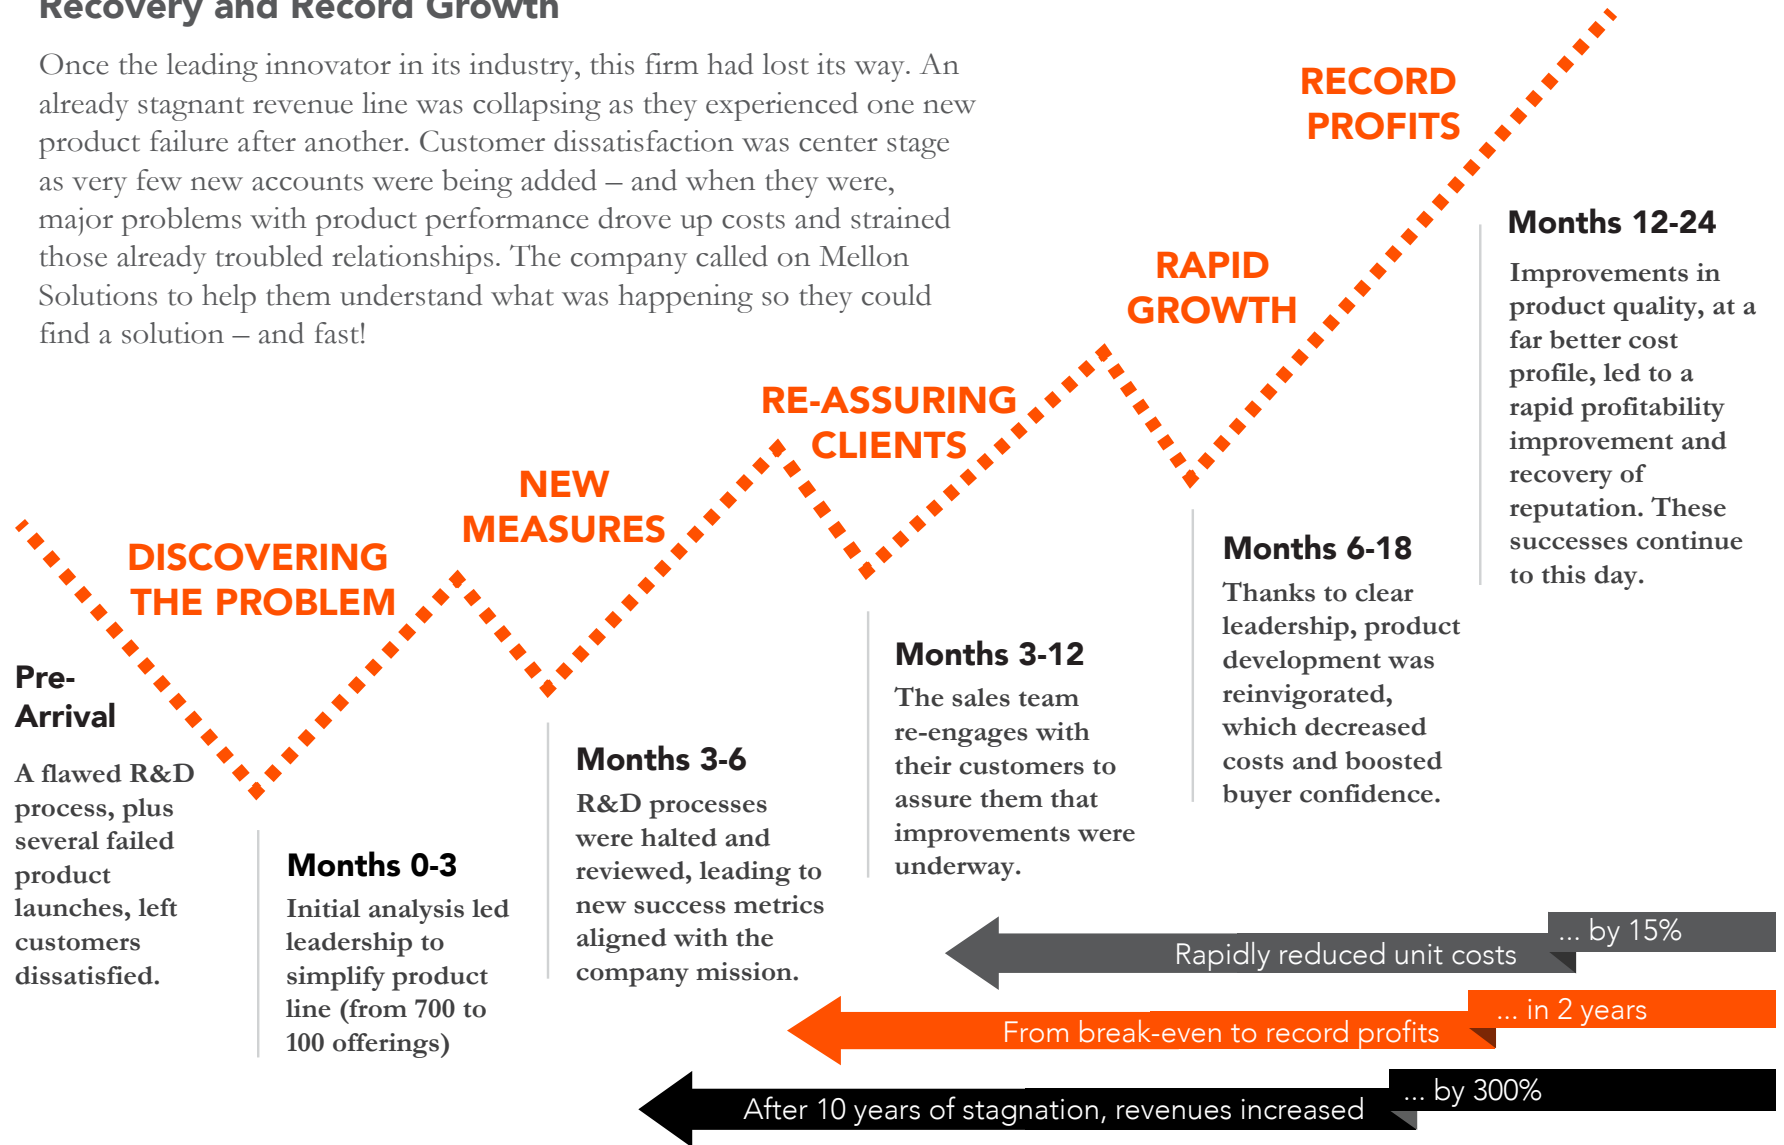 Recovery and Record Growth
Once the leading innovator in its industry, this firm had lost its way. An
already stagnant revenue line was collapsing as they experienced one new
product failure after another. Customer dissatisfaction was center stage
as very few new accounts were being added – and when they were,
major problems with product performance drove up costs and strained
those already troubled relationships. The company called on Mellon
Solutions to help them understand what was happening so they could
find a solution – and fast!
Pre-
Arrival
A flawed R&D
process, plus
several failed
product
launches, left
customers
dissatisfied.
DISCOVERING
THE PROBLEM
Months 0-3
Initial analysis led
leadership to
simplify product
line (from 700 to
100 offerings)
NEW
MEASURES
Months 3-6
R&D processes
were halted and
reviewed, leading to
new success metrics
aligned with the
company mission.
RE-ASSURING
CLIENTS
Months 3-12
The sales team
re-engages with
their customers to
assure them that
improvements were
underway.
RAPID
GROWTH
Months 6-18
Thanks to clear
leadership, product
development was
reinvigorated,
which decreased
costs and boosted
buyer confidence.
RECORD
PROFITS
Months 12-24
Improvements in
product quality, at a
far better cost
profile, led to a
rapid profitability
improvement and
recovery of
reputation. These
successes continue
to this day.
Rapidly reduced unit costs ... by 15%
From break-even to record profits ... in 2 years
After 10 years of stagnation, revenues increased ... by 300%